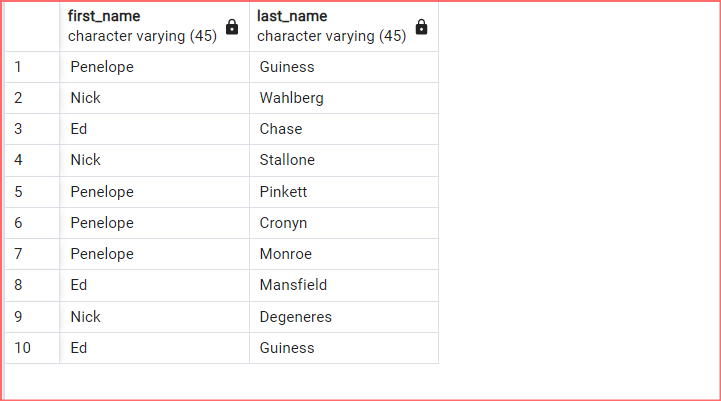 first_name last_name
character varying (45) character varying (45)
1 Penelope Guiness
2 Nick Wahlberg
3 Ed Chase
4 Nick Stallone
5 Penelope Pinkett
6 Penelope Cronyn
7 Penelope Monroe
8 Ed Mansfield
9 Nick Degeneres
10 Ed Guiness